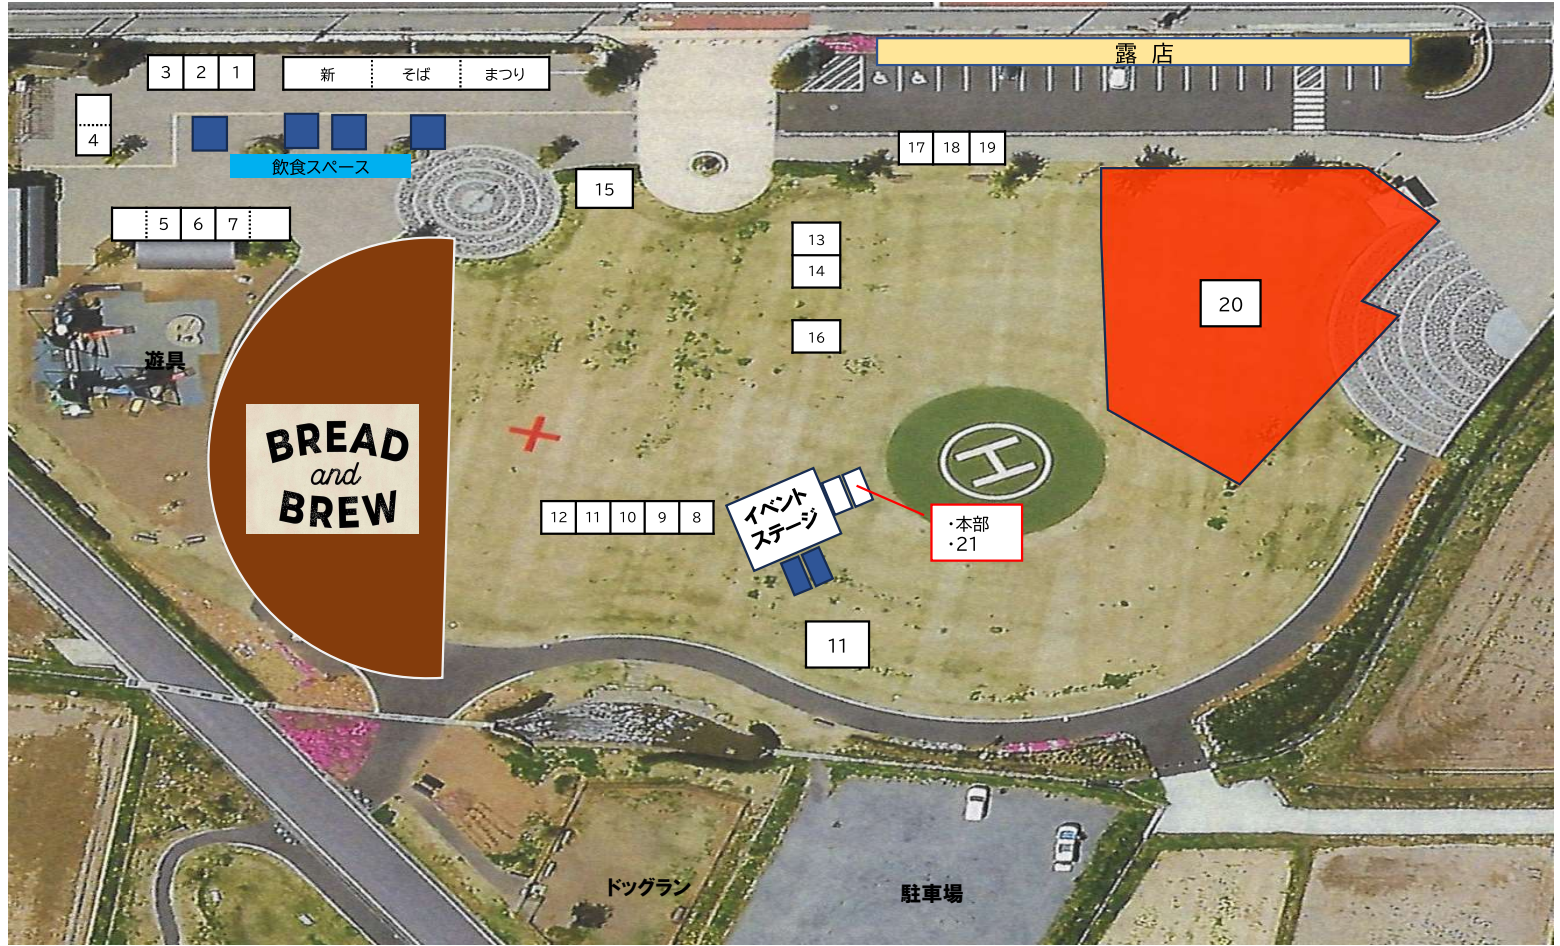 露 店
3 2 1
新 そば まつり
4
飲食スペース
17 18 19
15
5 6 7
13
14
20
16
遊具
BREAD
and
BREW
H
イベント
ステージ
12 11 10 9 8
・本部
・21
11
ドッグラン
駐車場